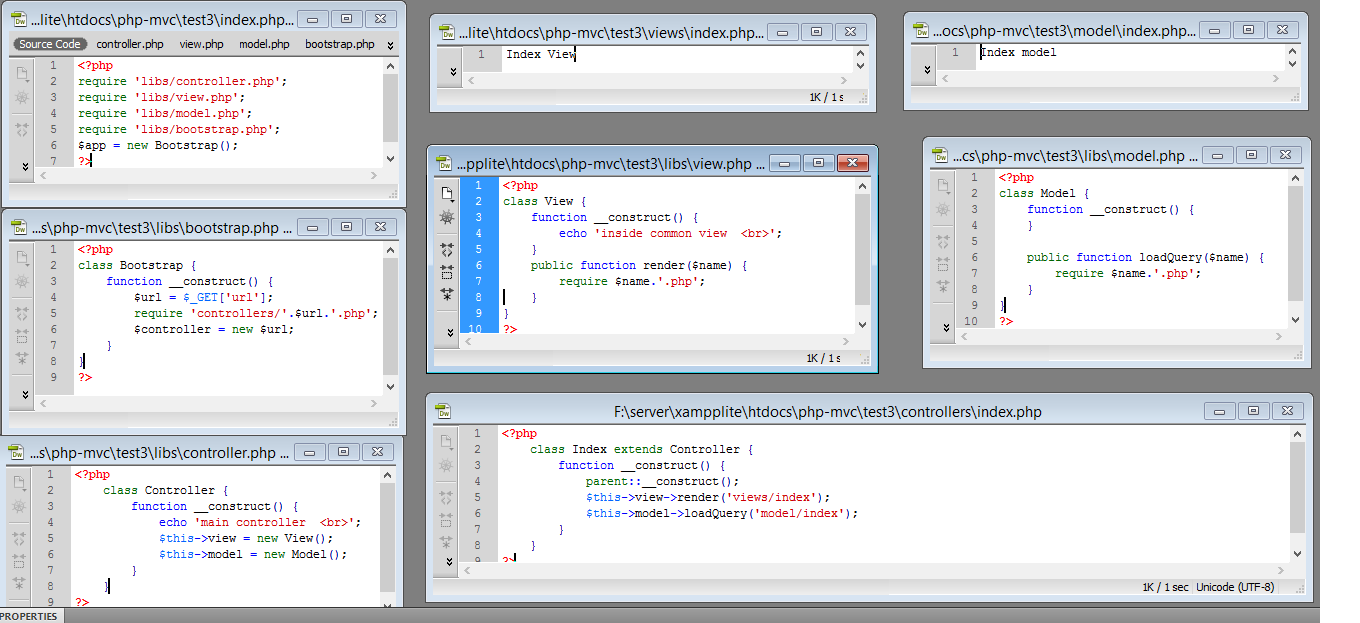 ...lite\htdocs\php-mvc\test3\index.php...
Source Code controller.php view.php model.php bootstrap.php
1 <?php
2 require 'libs/controller.php';
3 require 'libs/view.php';
4 require 'libs/model.php';
5 require 'libs/bootstrap.php';
6 $app = new Bootstrap();
7 ?>
...s\php-mvc\test3\libs\bootstrap.php ...
1 <?php
2 class Bootstrap {
3 function __construct() {
4 $url = $_GET['url'];
5 require 'controllers/'.$url.'.php';
6 $controller = new $url;
7 }
8 }
9 ?>
...s\php-mvc\test3\libs\controller.php ...
1 <?php
2 class Controller {
3 function __construct() {
4 echo 'main controller <br>';
5 $this->view = new View();
6 $this->model = new Model();
7 }
8 }
9 ?>
PROPERTIES
...lite\htdocs\php-mvc\test3\views\index.php...
1 Index View
1K / 1 s
...ocs\php-mvc\test3\model\index.php...
1 Index model
...pplite\htdocs\php-mvc\test3\libs\view.php ...
1 <?php
2 class View {
3 function __construct() {
4 echo 'inside common view <br>';
5 }
6 public function render($name) {
7 require $name.'.php';
8 }
9 }
10 ?>
1K / 1 s
...cs\php-mvc\test3\libs\model.php ...
1 <?php
2 class Model {
3 function __construct() {
4 }
5
6 public function loadQuery($name) {
7 require $name.'.php';
8 }
9 }
10 ?>
F:\server\xampplite\htdocs\php-mvc\test3\controllers\index.php
1 <?php
2 class Index extends Controller {
3 function __construct() {
4 parent::__construct();
5 $this->view->render('views/index');
6 $this->model->loadQuery('model/index');
7 }
8 }
9 ?>
1K / 1 sec Unicode (UTF-8)